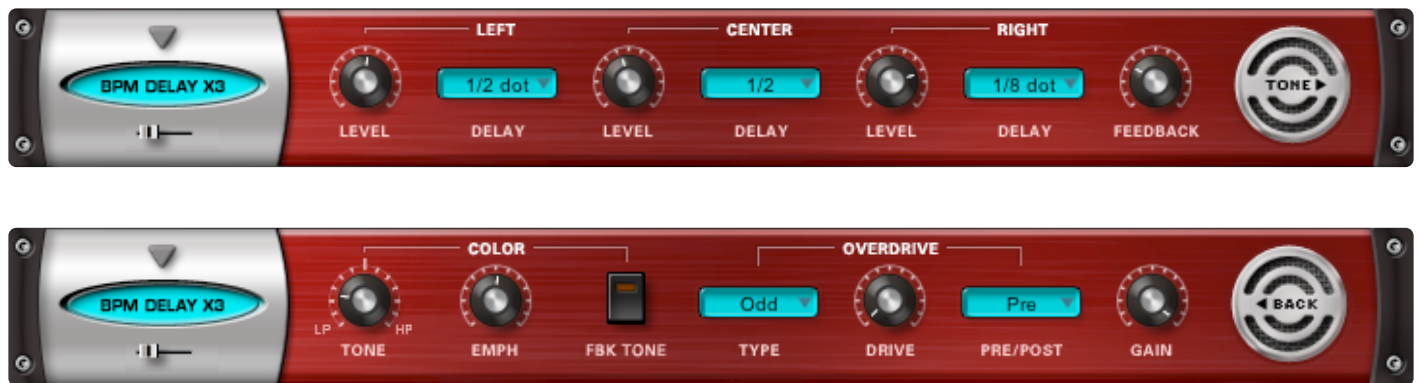 LEFT CENTER RIGHT
BPM DELAY X3 1/2 dot 1/2 1/8 dot TONE
LEVEL DELAY LEVEL DELAY LEVEL DELAY FEEDBACK
COLOR OVERDRIVE
BPM DELAY X3 Odd Pre BACK
LP HP
TONE EMPH FBK TONE TYPE DRIVE PRE/POST GAIN